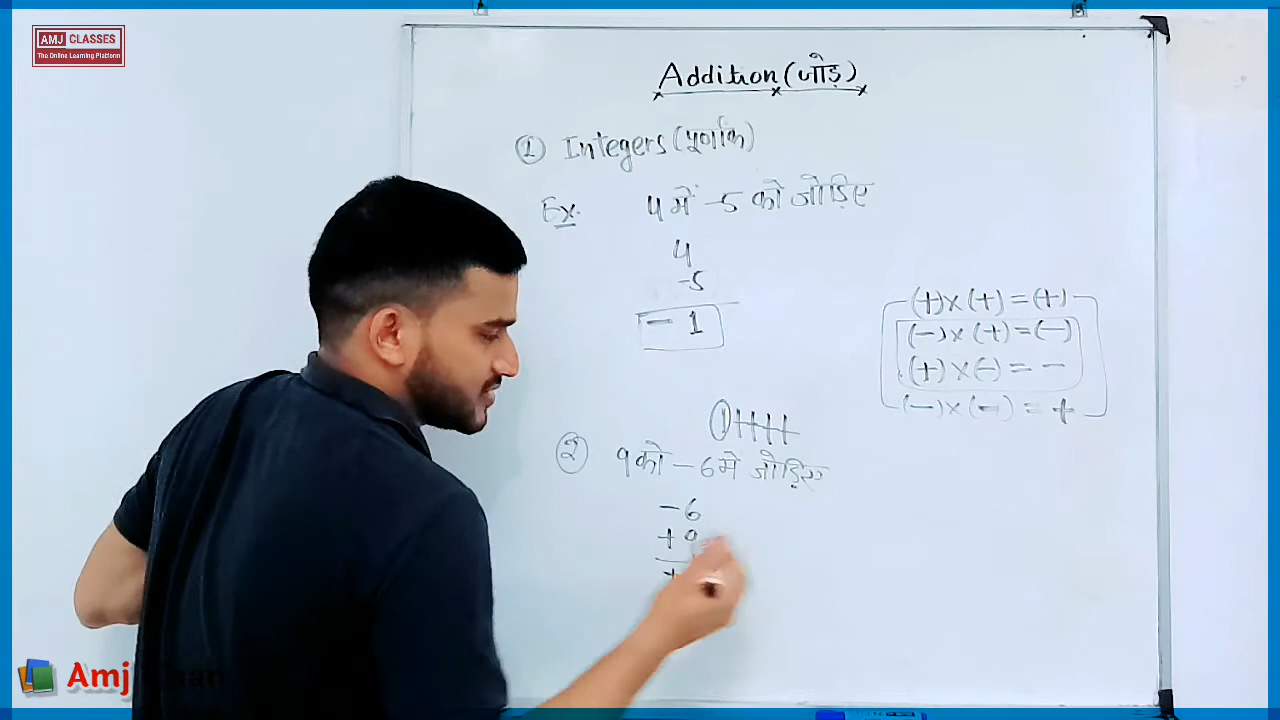 AMJ CLASSES
The Online Learning Platform
Addition (जोड़)
① Integers (पूर्णांक)
Ex. 4 में -5 को जोड़िए
4
-5
- 1
(+)×(+)=(+)
(-)×(+)=(-)
(+)×(-)= -
(-)×(-)= +
② 9 को -6 मे जोड़िए
-6
+9
+
Amj